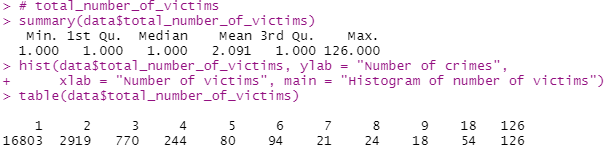 > # total_number_of_victims
> summary(data$total_number_of_victims)
   Min. 1st Qu.  Median    Mean 3rd Qu.    Max.
  1.000   1.000   1.000   2.091   1.000 126.000
> hist(data$total_number_of_victims, ylab = "Number of crimes",
+      xlab = "Number of victims", main = "Histogram of number of victims")
> table(data$total_number_of_victims)
    1     2     3     4     5     6     7     8     9    18   126
16803  2919   770   244    80    94    21    24    18    54   126